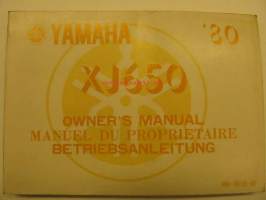 YAMAHA '80
XJ650
OWNER'S MANUAL
MANUEL DU PROPRIETAIRE
BETRIEBSANLEITUNG